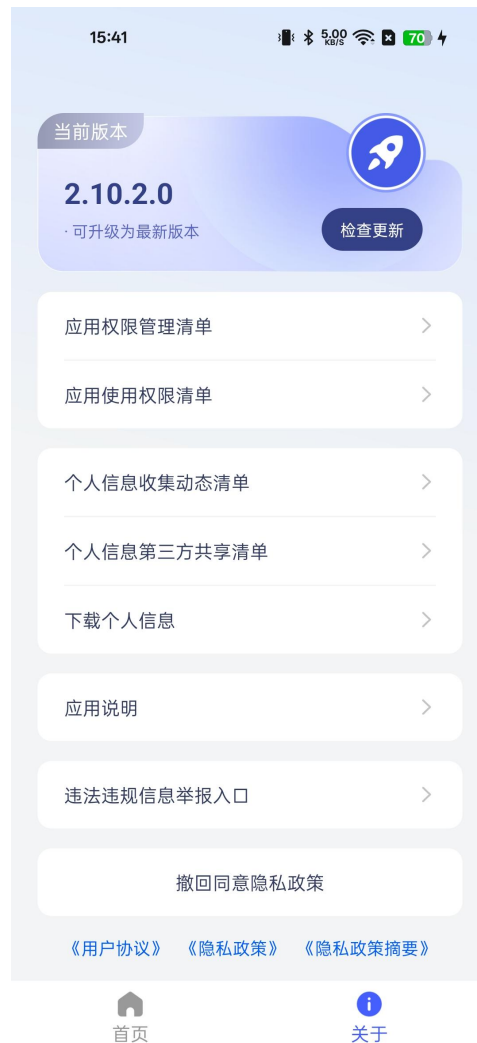 15:41
5.00
KB/S
70
当前版本
2.10.2.0
· 可升级为最新版本
检查更新
应用权限管理清单
应用使用权限清单
个人信息收集动态清单
个人信息第三方共享清单
下载个人信息
应用说明
违法违规信息举报入口
撤回同意隐私政策
《用户协议》 《隐私政策》 《隐私政策摘要》
首页 关于